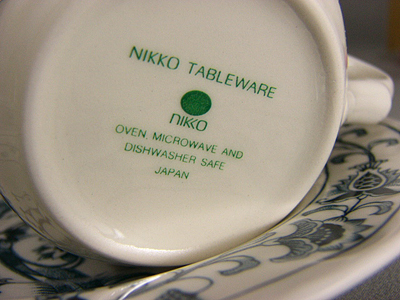 NIKKO TABLEWARE
nikko
OVEN, MICROWAVE AND
DISHWASHER SAFE
JAPAN